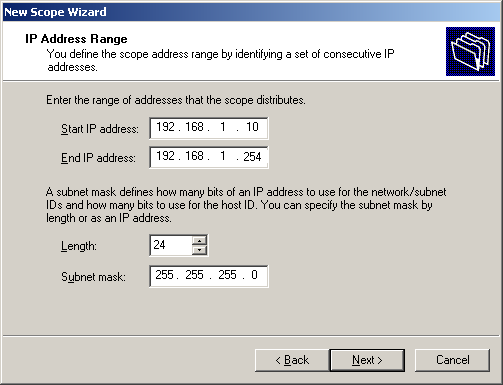 New Scope Wizard
IP Address Range
You define the scope address range by identifying a set of consecutive IP
addresses.
Enter the range of addresses that the scope distributes.
Start IP address: 192 . 168 . 1 . 10
End IP address: 192 . 168 . 1 . 254
A subnet mask defines how many bits of an IP address to use for the network/subnet
IDs and how many bits to use for the host ID. You can specify the subnet mask by
length or as an IP address.
Length: 24
Subnet mask: 255 . 255 . 255 . 0
< Back Next > Cancel